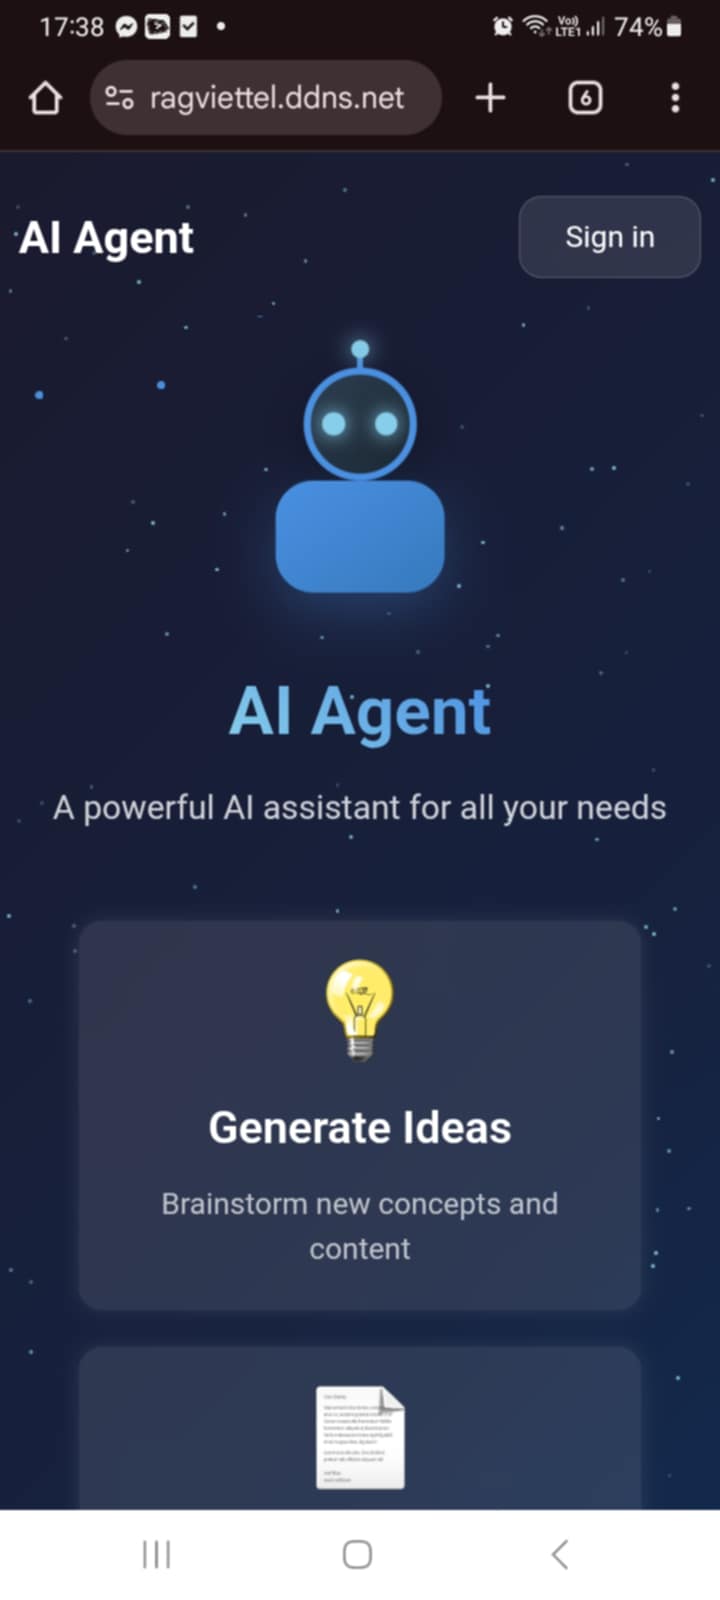 17:38
Vo)) LTE1
74%
ragviettel.ddns.net
6
AI Agent
Sign in
AI Agent
A powerful AI assistant for all your needs
Generate Ideas
Brainstorm new concepts and
content